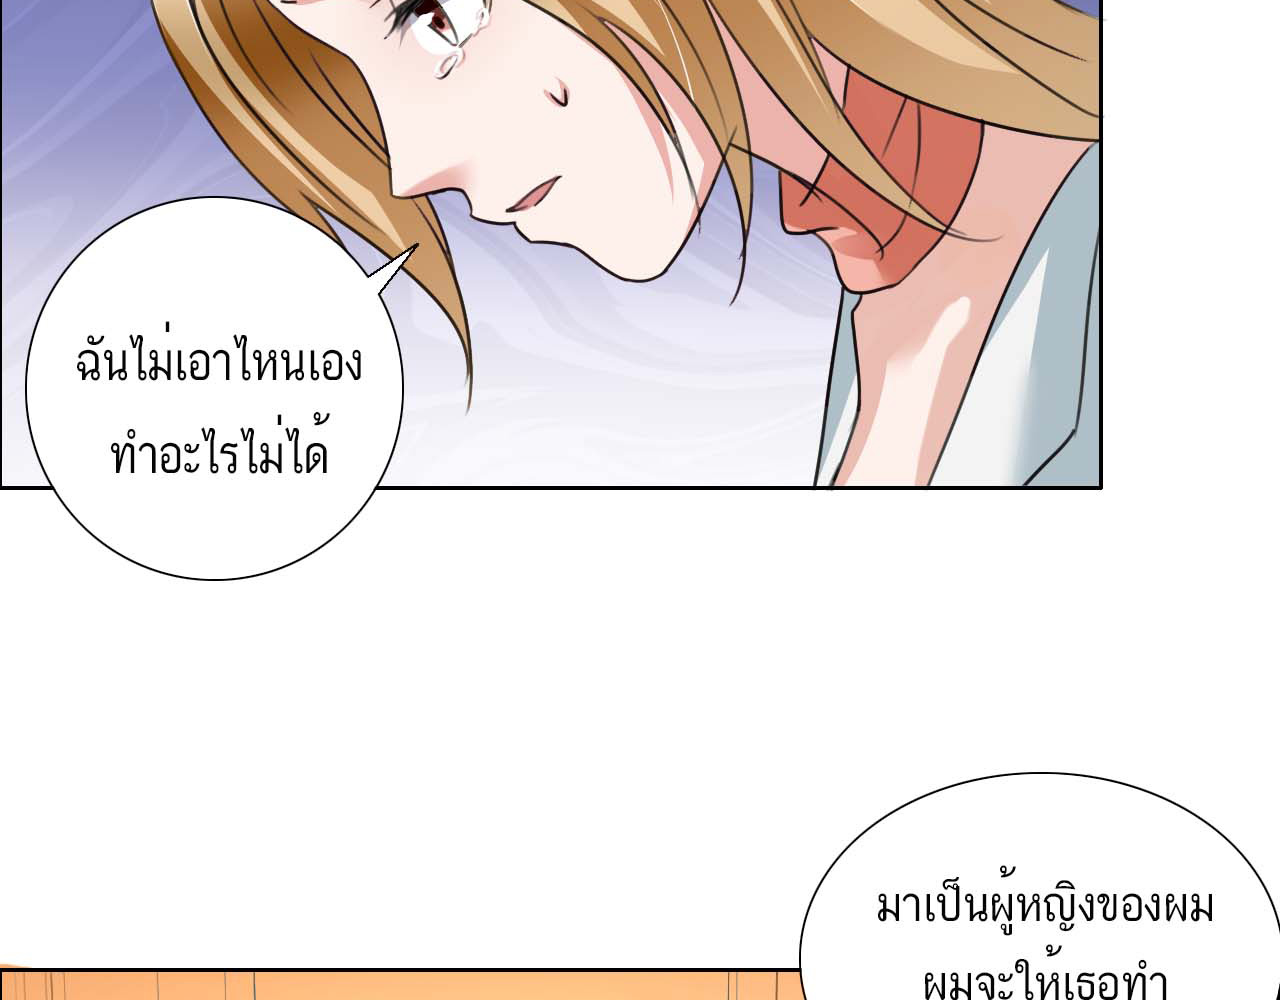 ฉันไม่เอาไหนเอง
ทำอะไรไม่ได้
มาเป็นผู้หญิงของผม
ผมจะให้เธอทำ